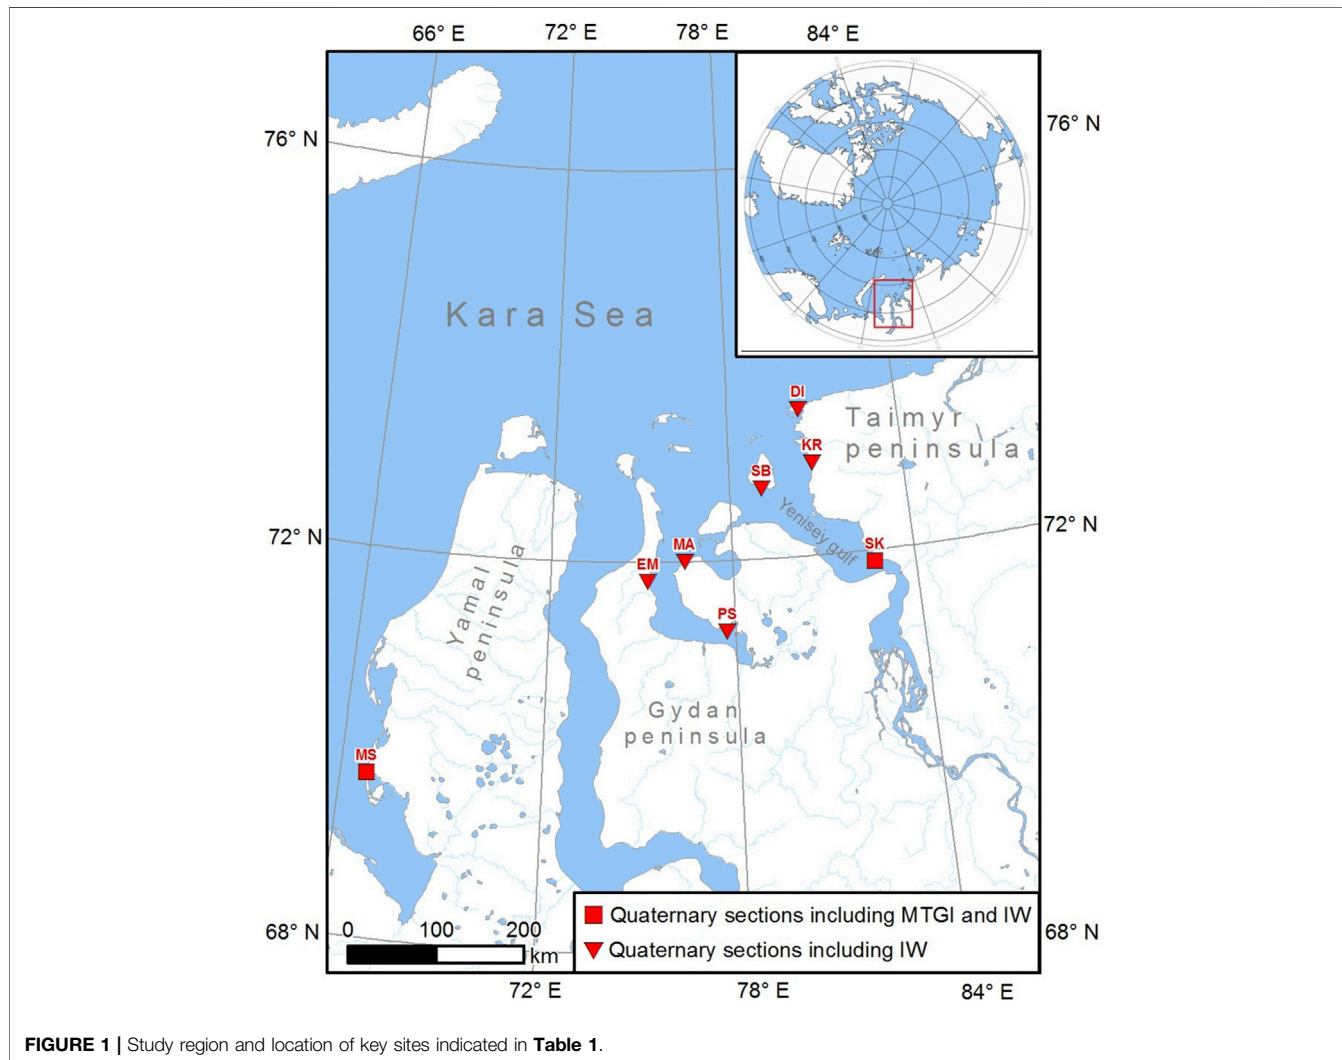 66° E 72° E 78° E 84° E
76° N 76° N
Kara Sea
DI
Taimyr
peninsula
KR
SB
Yenisey gulf
72° N 72° N
SK
MA
EM
Yamal
peninsula
PS
Gydan
peninsula
MS
Quaternary sections including MTGI and IW
Quaternary sections including IW
0 100 200
km
68° N 68° N
72° E 78° E 84° E
FIGURE 1 | Study region and location of key sites indicated in Table 1.